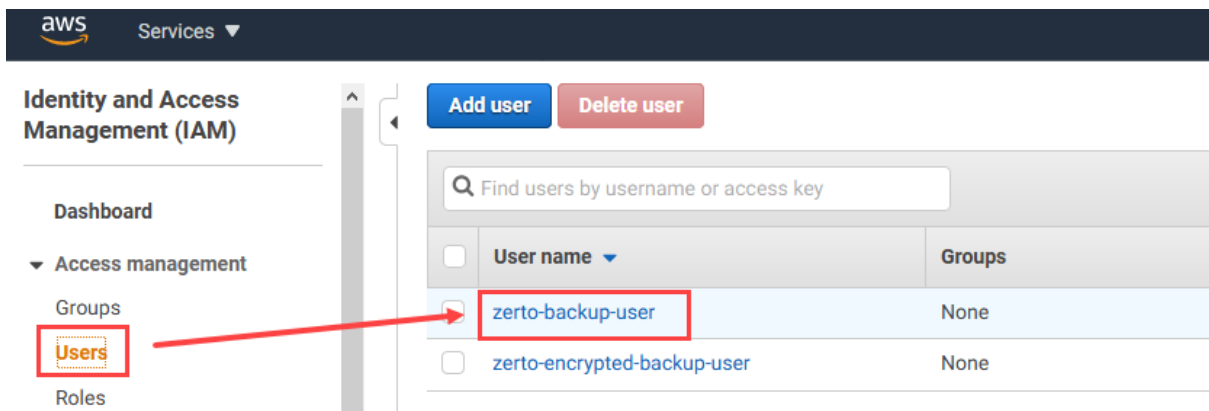 aws
Services
Identity and Access
Management (IAM)
Dashboard
Access management
Groups
Users
Roles
Add user
Delete user
Find users by username or access key
User name
Groups
zerto-backup-user
None
zerto-encrypted-backup-user
None